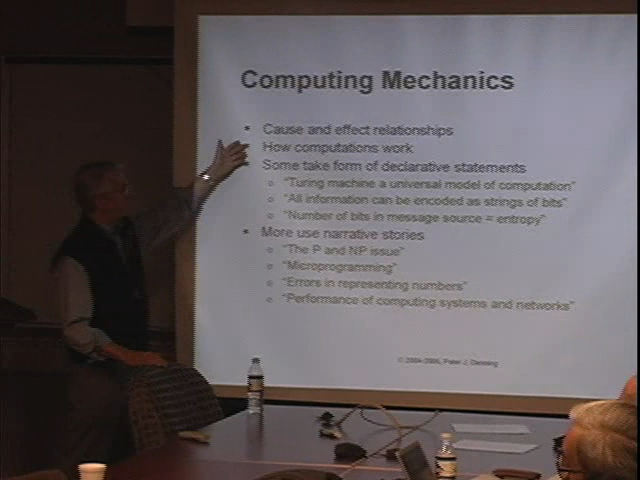 Computing Mechanics
• Cause and effect relationships
• How computations work
Some take form of declarative statements
o "Turing machine a universal model of computation"
o "All information can be encoded as strings of bits"
o "Number of bits in message source = entropy"
• More use narrative stories
o "The P and NP issue"
o "Microprogramming"
o "Errors in representing numbers"
o "Performance of computing systems and networks"
© 2004-2006, Peter J. Denning